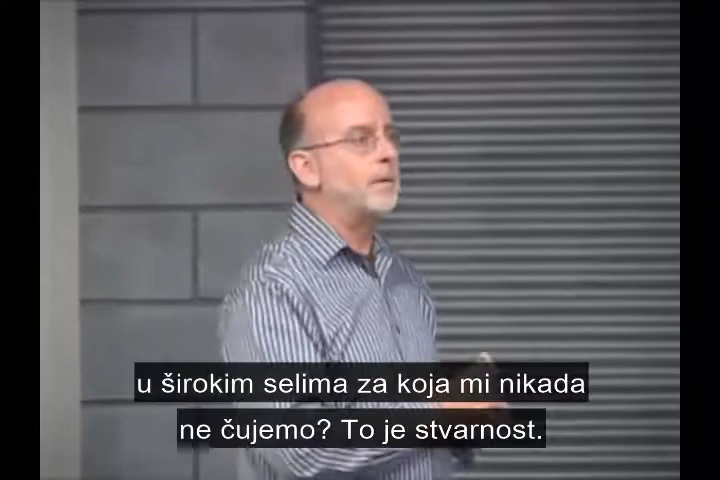 u širokim selima za koja mi nikada
ne čujemo? To je stvarnost.